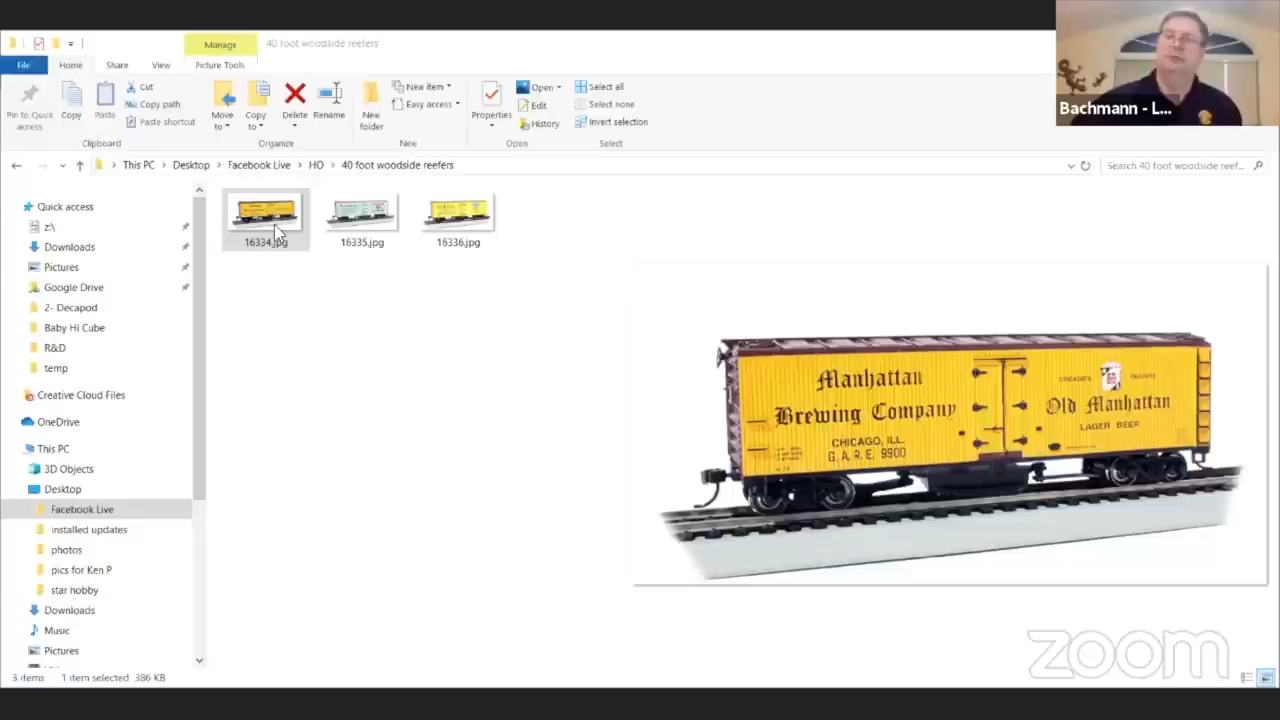 Manage
40 foot woodside reefers
File
Home
Share
View
Picture Tools
Pin to Quick access
Copy
Paste
Cut
Copy path
Paste shortcut
Clipboard
Move to
Copy to
Delete
Rename
Organize
New folder
New item
Easy access
New
Properties
Open
Edit
History
Open
Select all
Select none
Invert selection
Select
Bachmann - L...
This PC > Desktop > Facebook Live > HO > 40 foot woodside reefers
Search 40 foot woodside reef...
Quick access
z:\
Downloads
Pictures
Google Drive
2- Decapod
Baby Hi Cube
R&D
temp
Creative Cloud Files
OneDrive
This PC
3D Objects
Desktop
Facebook Live
installed updates
photos
pics for Ken P
star hobby
Downloads
Music
Pictures
16334.jpg
16335.jpg
16336.jpg
Manhattan
Brewing Company
CHICAGO, ILL.
G.A.R.E. 9900
CHICAGO'S FAVORITE
Old Manhattan
LAGER BEER
zoom
3 items
1 item selected 386 KB